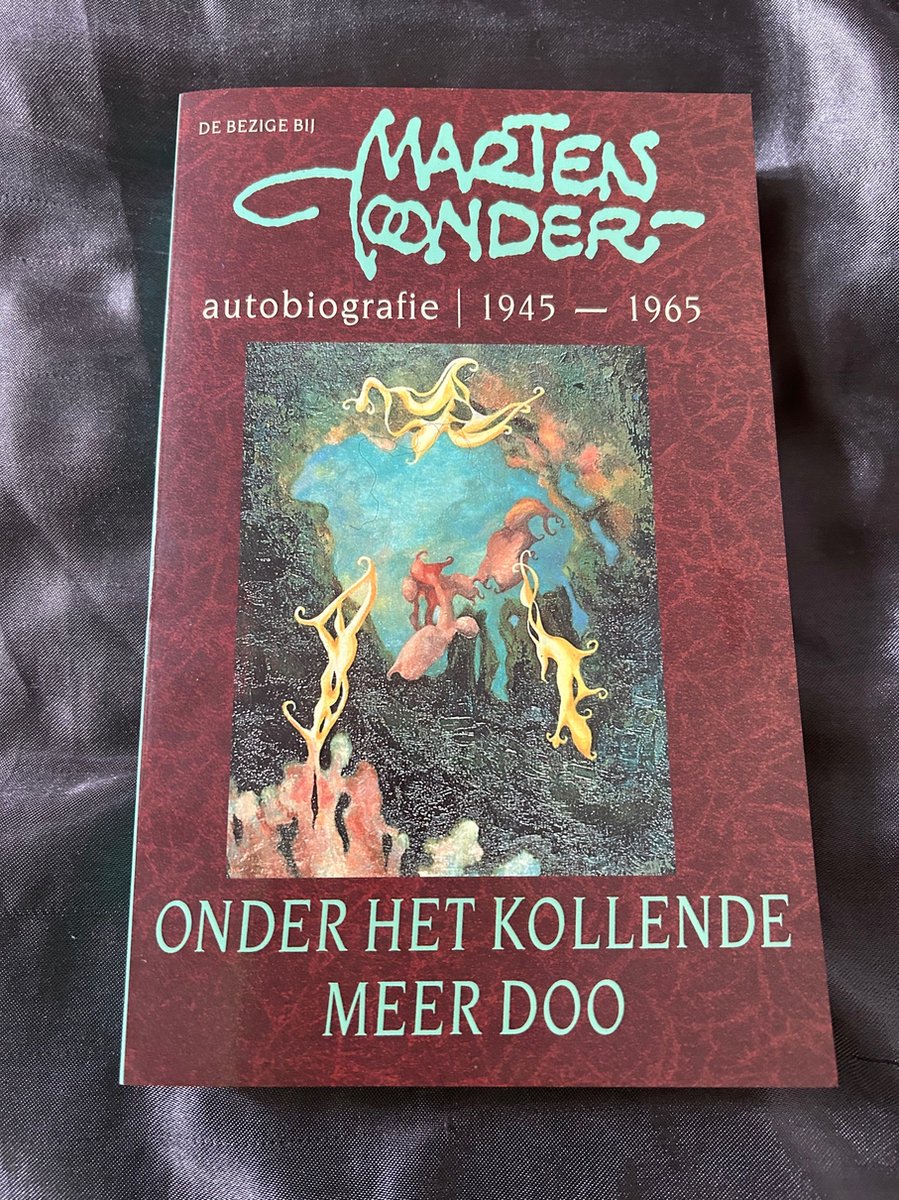 DE BEZIGE BIJ
MARTEN
TOONDER
autobiografie | 1945 — 1965
ONDER HET KOLLENDE
MEER DOO